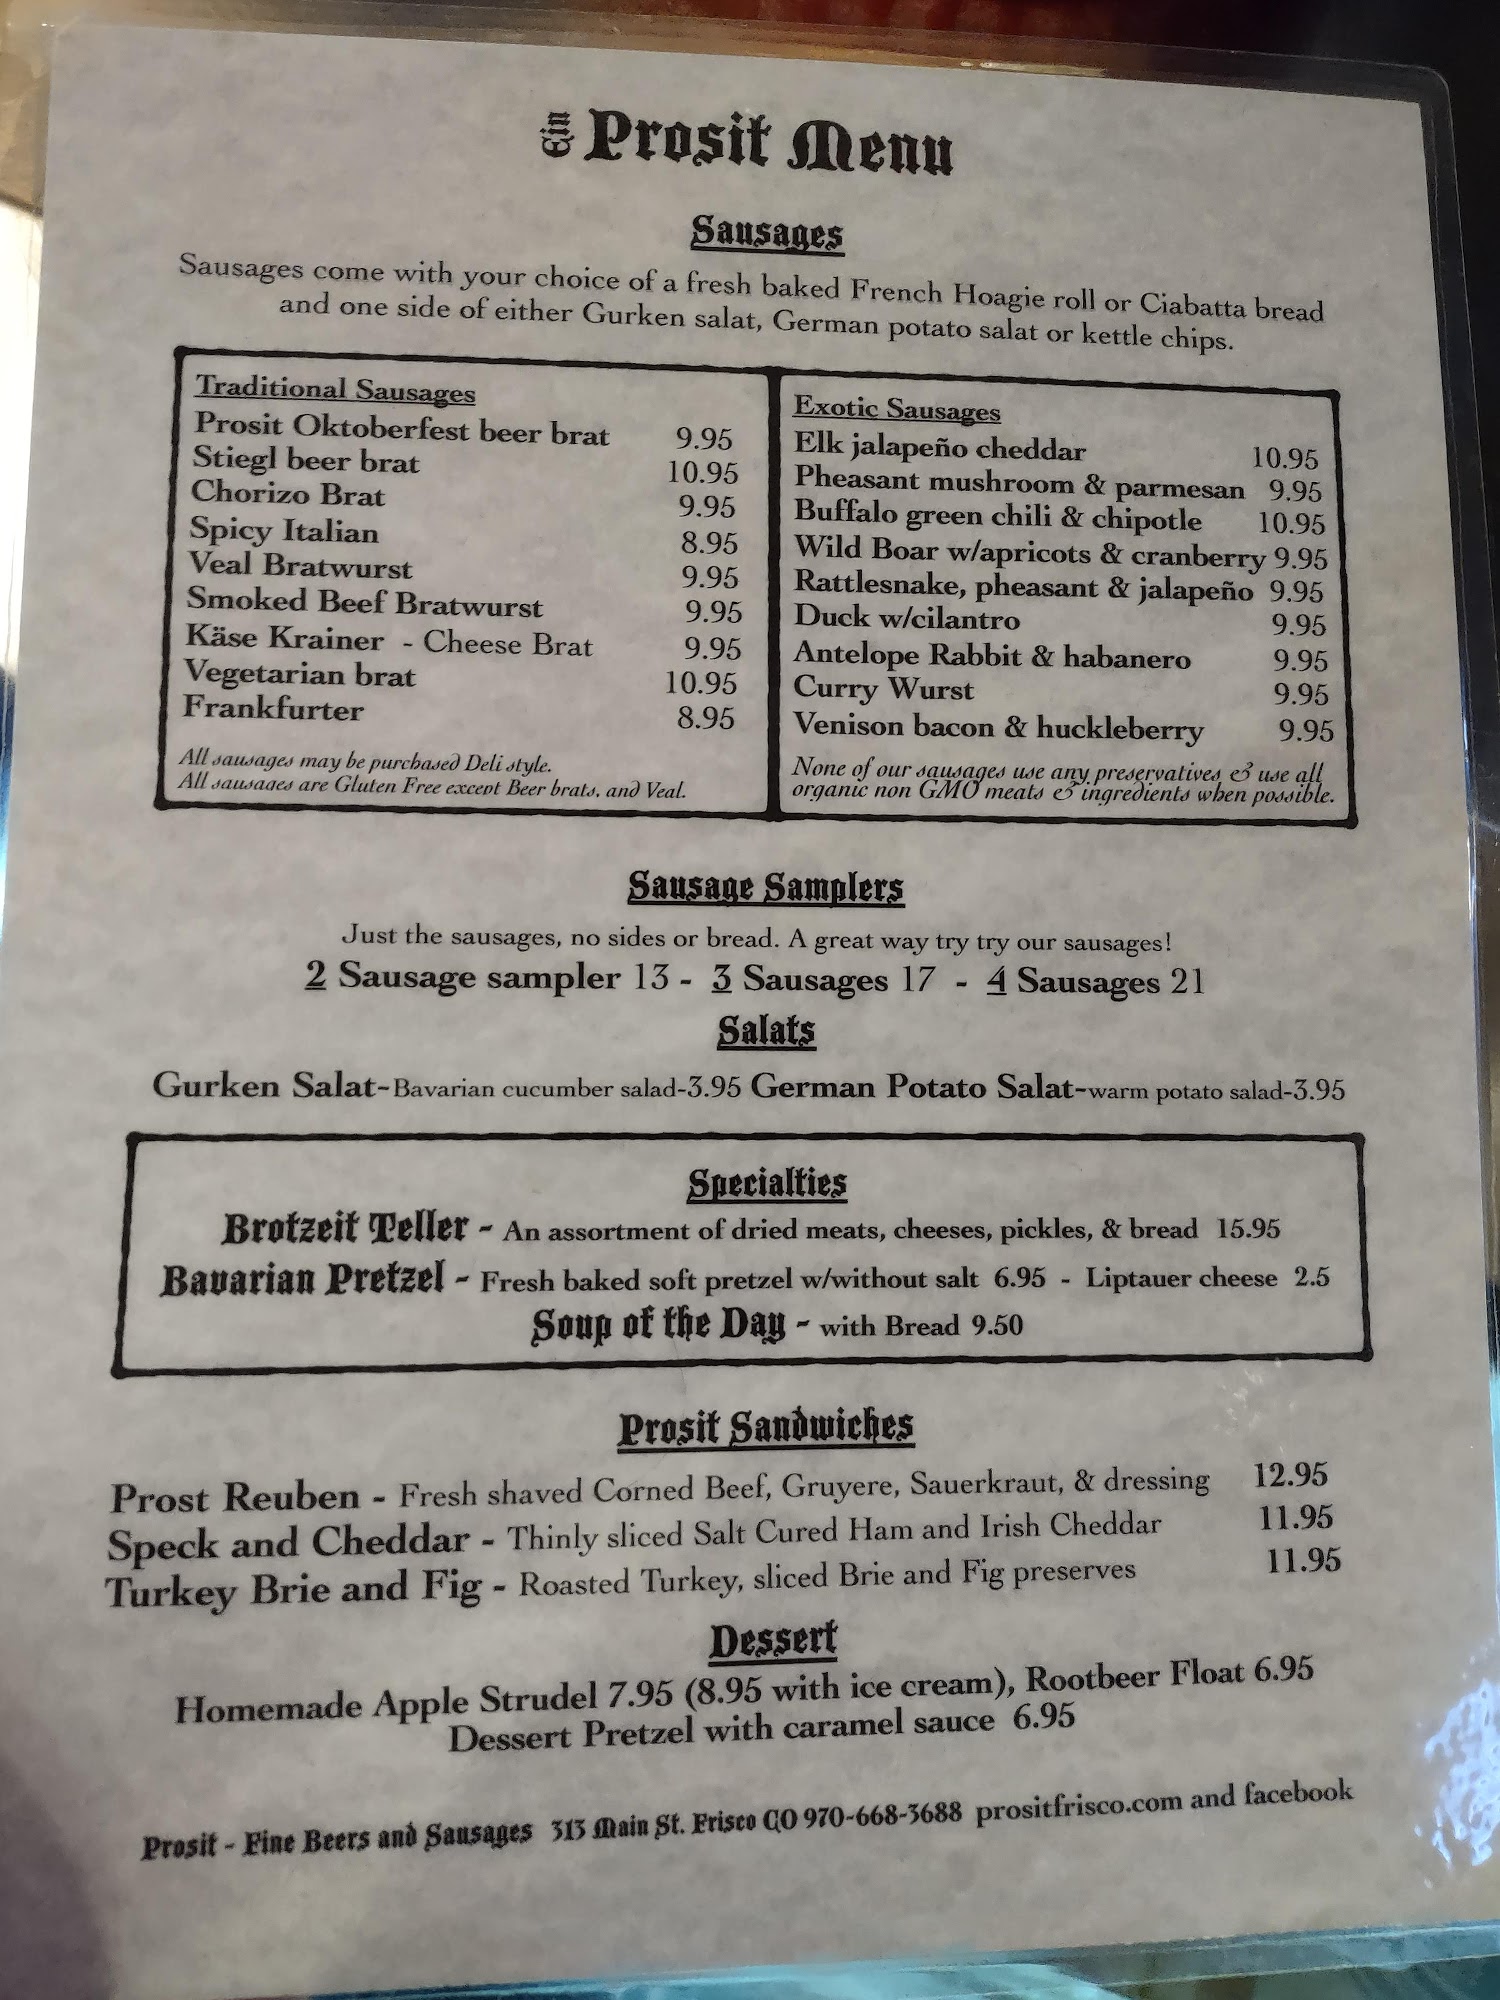 Ein Prosit Menu
Sausages
Sausages come with your choice of a fresh baked French Hoagie roll or Ciabatta bread
and one side of either Gurken salat, German potato salat or kettle chips.
Traditional Sausages
Prosit Oktoberfest beer brat 9.95
Stiegl beer brat 10.95
Chorizo Brat 9.95
Spicy Italian 8.95
Veal Bratwurst 9.95
Smoked Beef Bratwurst 9.95
Käse Krainer - Cheese Brat 9.95
Vegetarian brat 10.95
Frankfurter 8.95
All sausages may be purchased Deli style.
All sausages are Gluten Free except Beer brats, and Veal.
Exotic Sausages
Elk jalapeño cheddar 10.95
Pheasant mushroom & parmesan 9.95
Buffalo green chili & chipotle 10.95
Wild Boar w/apricots & cranberry 9.95
Rattlesnake, pheasant & jalapeño 9.95
Duck w/cilantro 9.95
Antelope Rabbit & habanero 9.95
Curry Wurst 9.95
Venison bacon & huckleberry 9.95
None of our sausages use any preservatives & use all
organic non GMO meats & ingredients when possible.
Sausage Samplers
Just the sausages, no sides or bread. A great way try try our sausages!
2 Sausage sampler 13 - 3 Sausages 17 - 4 Sausages 21
Salats
Gurken Salat-Bavarian cucumber salad-3.95 German Potato Salat-warm potato salad-3.95
Specialties
Brotzeit Teller - An assortment of dried meats, cheeses, pickles, & bread 15.95
Bavarian Pretzel - Fresh baked soft pretzel w/without salt 6.95 - Liptauer cheese 2.5
Soup of the Day - with Bread 9.50
Prosit Sandwiches
Prost Reuben - Fresh shaved Corned Beef, Gruyere, Sauerkraut, & dressing 12.95
Speck and Cheddar - Thinly sliced Salt Cured Ham and Irish Cheddar 11.95
Turkey Brie and Fig - Roasted Turkey, sliced Brie and Fig preserves 11.95
Dessert
Homemade Apple Strudel 7.95 (8.95 with ice cream), Rootbeer Float 6.95
Dessert Pretzel with caramel sauce 6.95
Prosit - Fine Beers and Sausages 313 Main St. Frisco CO 970-668-3688 prositfrisco.com and facebook